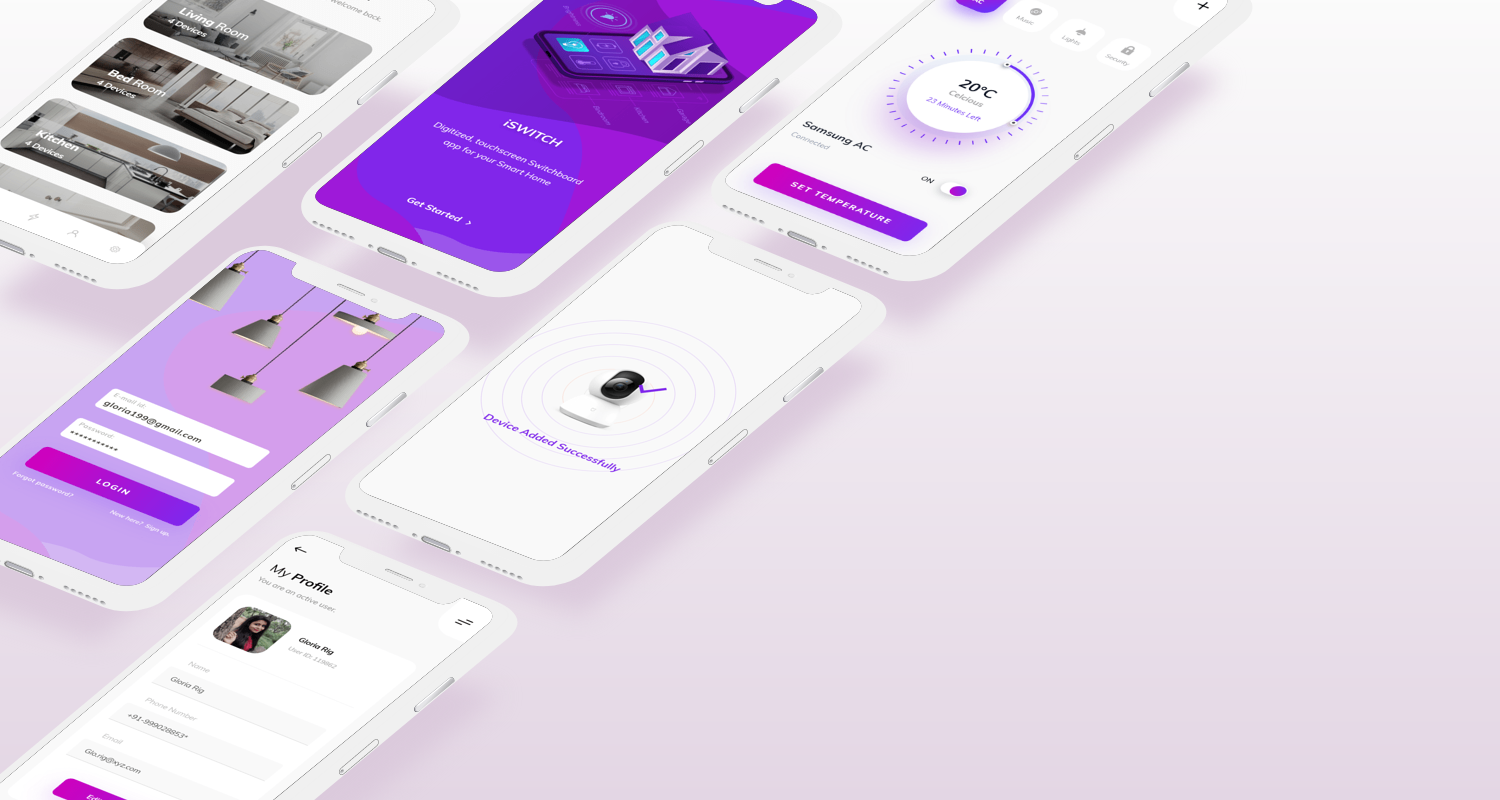 welcome back.
Living Room
4 Devices
Bed Room
4 Devices
Kitchen
4 Devices
iSWITCH
Digitized, touchscreen Switchboard
app for your Smart Home
Get Started >
AC
Music
Lights
Security
20°C
Celcious
23 Minutes Left
Samsung AC
Connected
ON
SET TEMPERATURE
E-mail id.
gloria199@gmail.com
Password.
***********
LOGIN
Forgot password?
New here? Sign up.
Device Added Successfully
My Profile
You are an active user.
Gloria Rig
User ID: 119862
Name
Gloria Rig
Phone Number
+91-999028853*
Email
Glo.rig@xyz.com